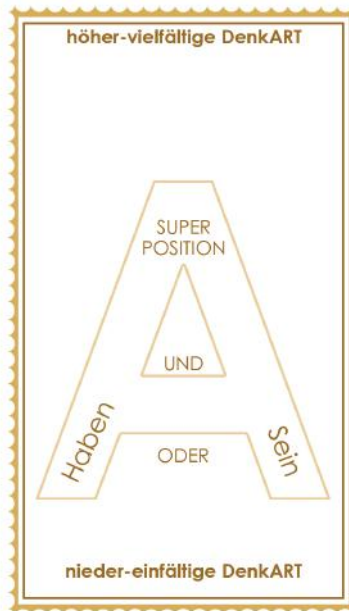 höher-vielfältige DenkART
SUPER
POSITION
UND
Haben
Sein
ODER
nieder-einfältige DenkART